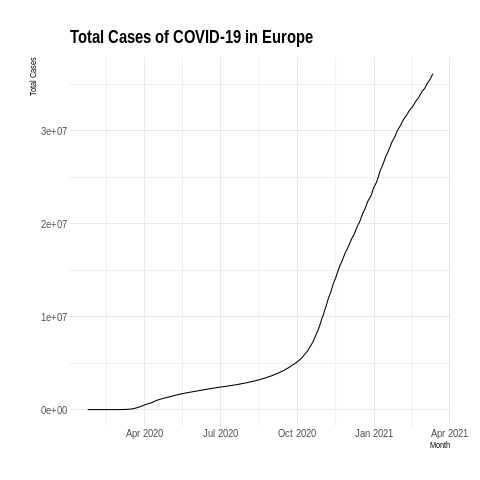 Total Cases of COVID-19 in Europe
Total Cases
3e+07
2e+07
1e+07
0e+00
Apr 2020 Jul 2020 Oct 2020 Jan 2021 Apr 2021
Month